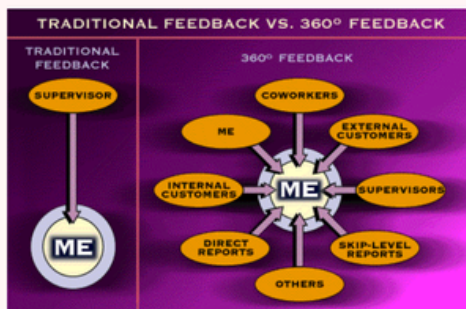 TRADITIONAL FEEDBACK VS. 360° FEEDBACK
TRADITIONAL
FEEDBACK
SUPERVISOR
ME
360° FEEDBACK
COWORKERS
ME
EXTERNAL
CUSTOMERS
INTERNAL
CUSTOMERS
ME
SUPERVISORS
DIRECT
REPORTS
SKIP-LEVEL
REPORTS
OTHERS